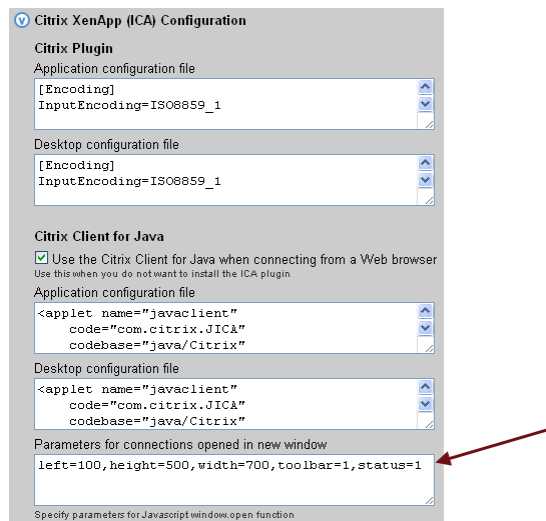 Citrix XenApp (ICA) Configuration
Citrix Plugin
Application configuration file
[Encoding]
InputEncoding=ISO8859_1
Desktop configuration file
[Encoding]
InputEncoding=ISO8859_1
Citrix Client for Java
Use the Citrix Client for Java when connecting from a Web browser
Use this when you do not want to install the ICA plugin
Application configuration file
<applet name="javaclient"
code="com.citrix.JICA"
codebase="java/Citrix"
Desktop configuration file
<applet name="javaclient"
code="com.citrix.JICA"
codebase="java/Citrix"
Parameters for connections opened in new window
left=100,height=500,width=700,toolbar=1,status=1
Specify parameters for Javascript window.open function